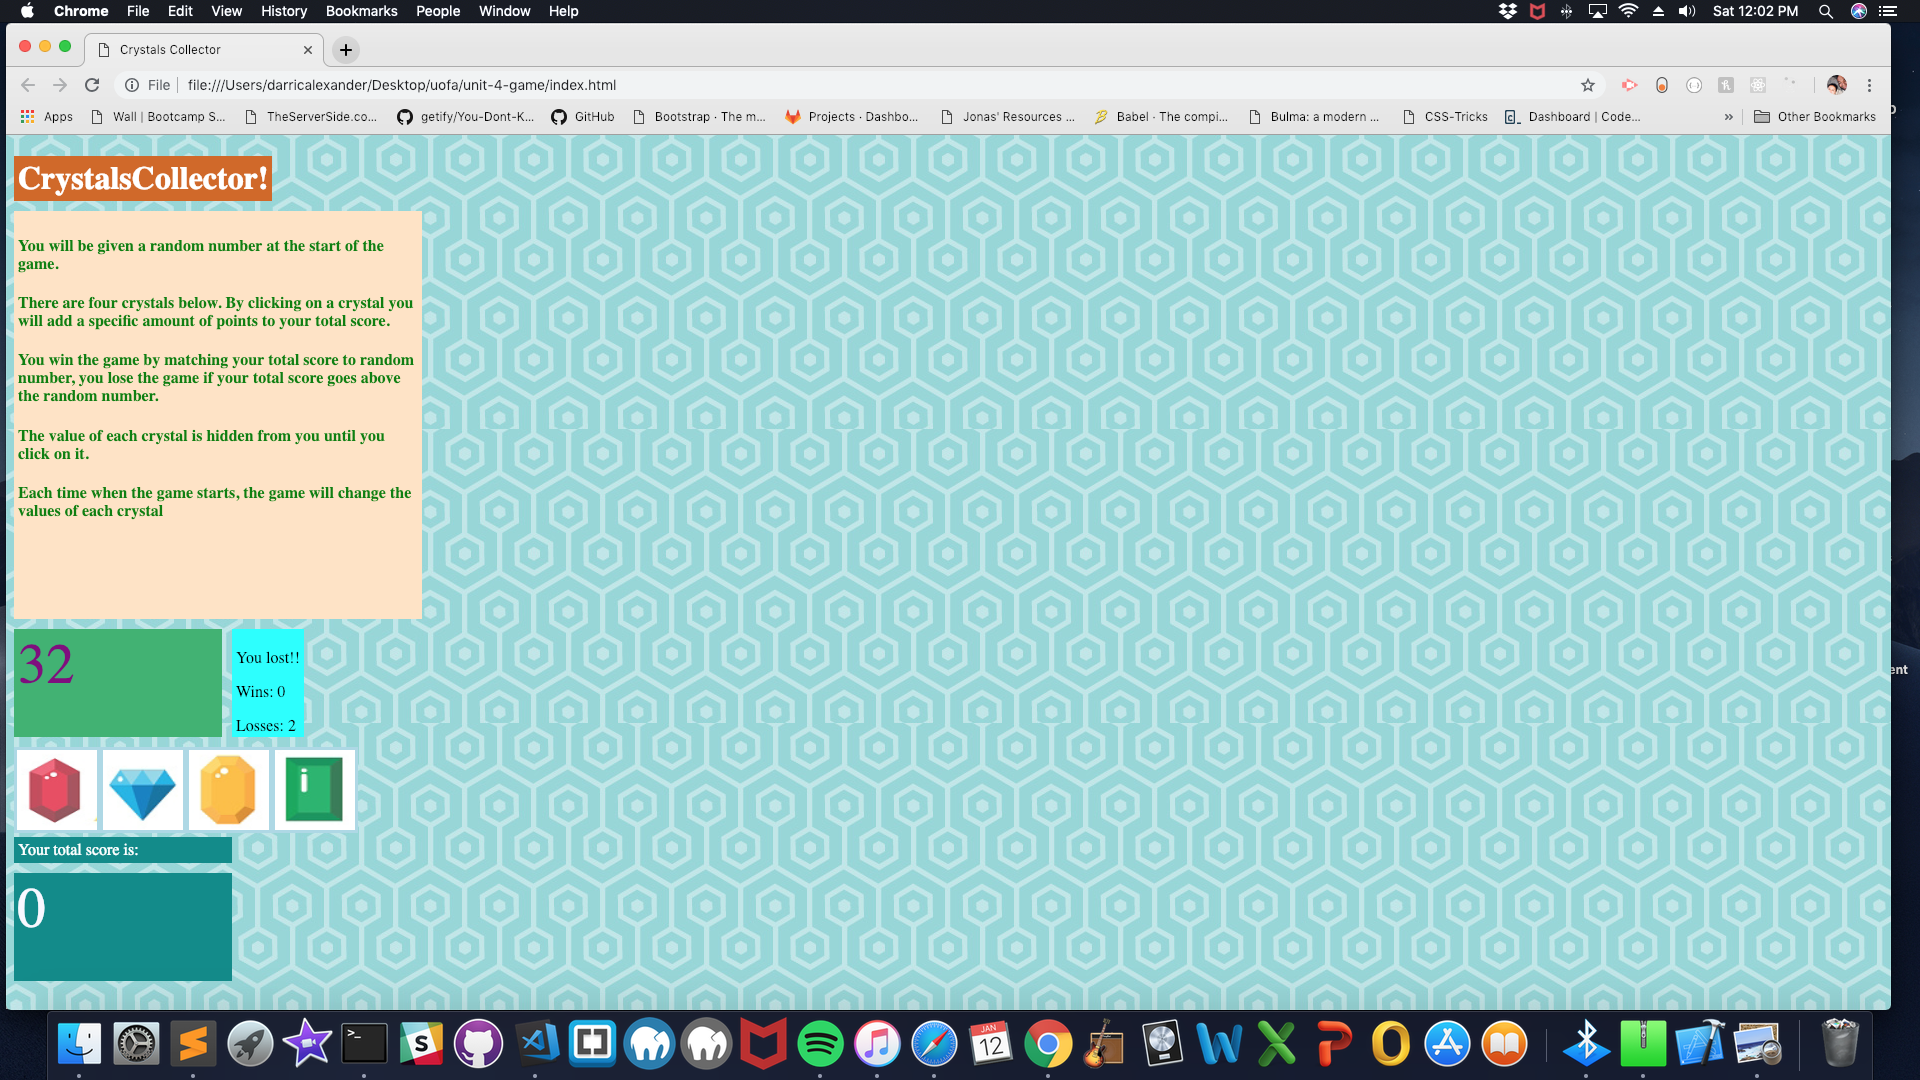 Chrome File Edit View History Bookmarks People Window Help Sat 12:02 PM
Crystals Collector
File file:///Users/darricalexander/Desktop/uofa/unit-4-game/index.html
Apps Wall | Bootcamp S... TheServerSide.co... getify/You-Dont-K... GitHub Bootstrap · The m... Projects · Dashbo... Jonas' Resources ... Babel · The compi... Bulma: a modern ... CSS-Tricks Dashboard | Code... » Other Bookmarks
CrystalsCollector!
You will be given a random number at the start of the
game.
There are four crystals below. By clicking on a crystal you
will add a specific amount of points to your total score.
You win the game by matching your total score to random
number, you lose the game if your total score goes above
the random number.
The value of each crystal is hidden from you until you
click on it.
Each time when the game starts, the game will change the
values of each crystal
32
You lost!!
Wins: 0
Losses: 2
ent
Your total score is:
0
JAN
12